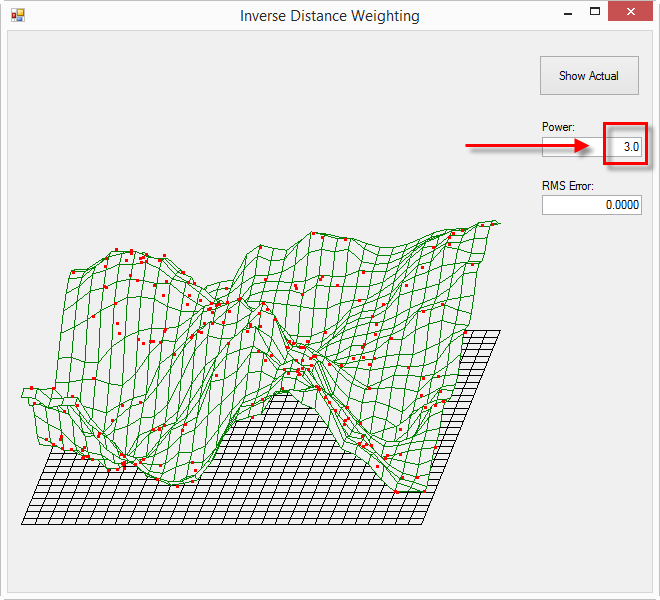 Inverse Distance Weighting
Show Actual
Power:
3.0
RMS Error:
0.0000